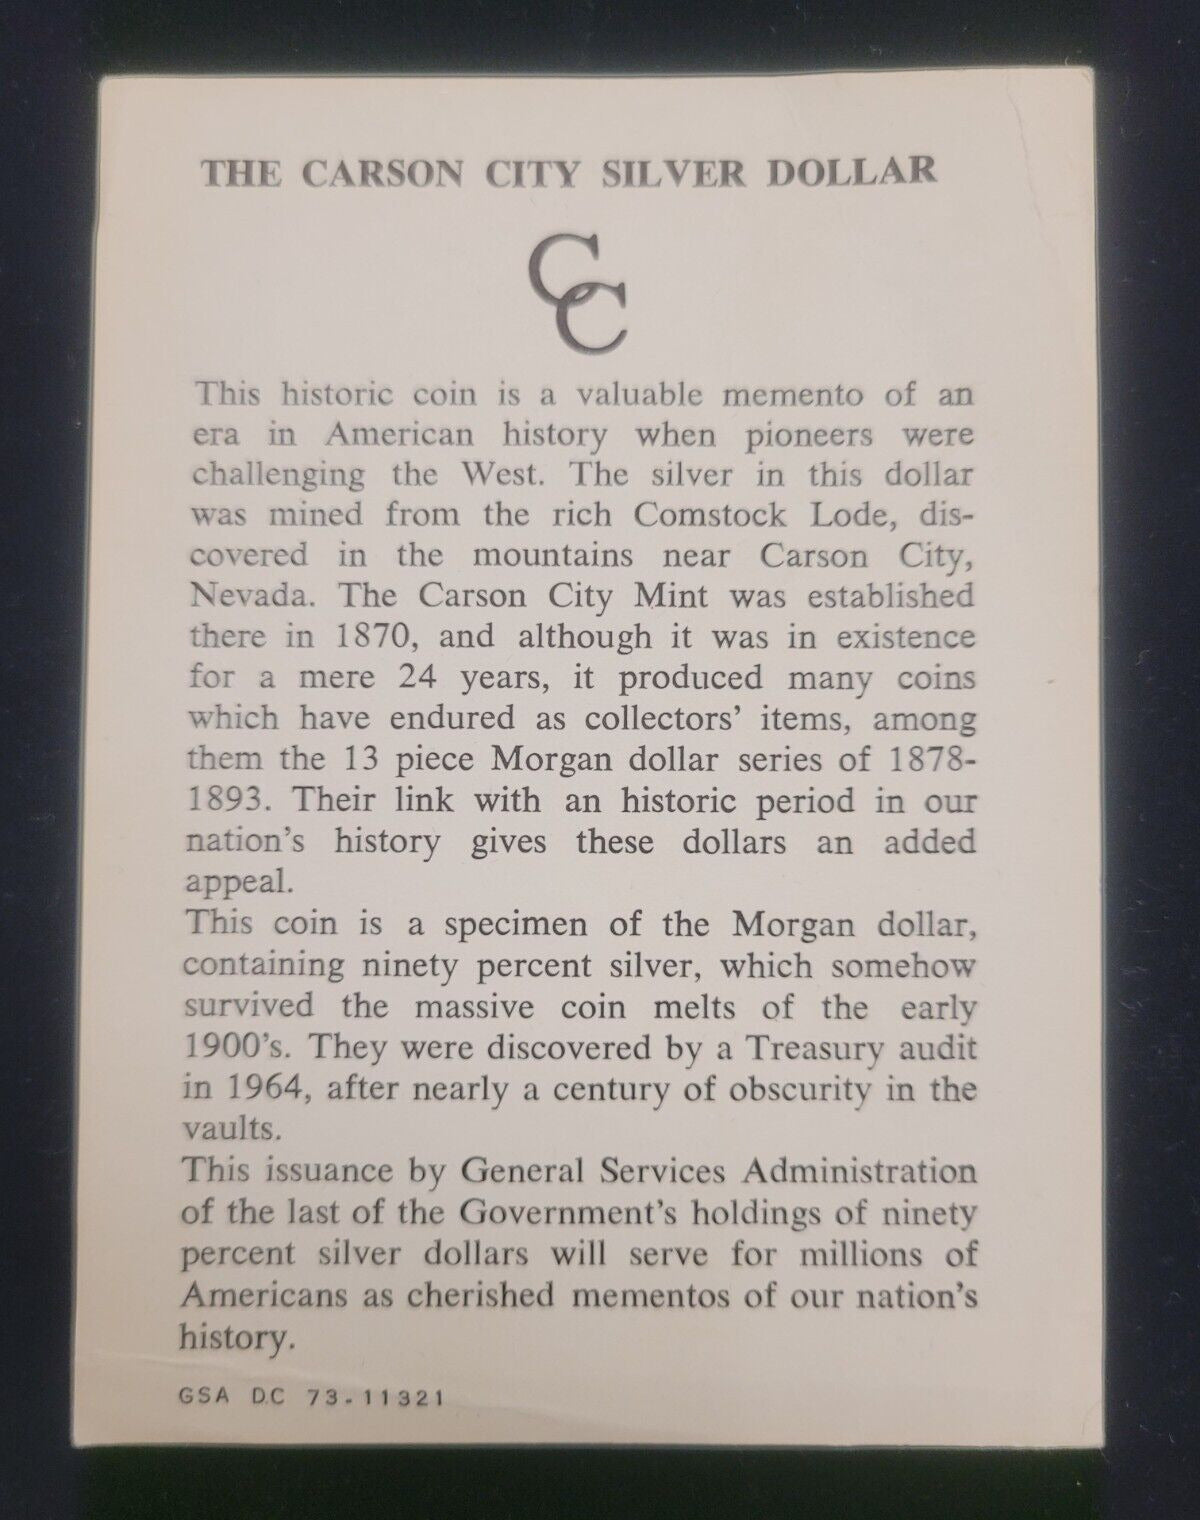 THE CARSON CITY SILVER DOLLAR
CC
This historic coin is a valuable memento of an
era in American history when pioneers were
challenging the West. The silver in this dollar
was mined from the rich Comstock Lode, dis-
covered in the mountains near Carson City,
Nevada. The Carson City Mint was established
there in 1870, and although it was in existence
for a mere 24 years, it produced many coins
which have endured as collectors' items, among
them the 13 piece Morgan dollar series of 1878-
1893. Their link with an historic period in our
nation's history gives these dollars an added
appeal.
This coin is a specimen of the Morgan dollar,
containing ninety percent silver, which somehow
survived the massive coin melts of the early
1900's. They were discovered by a Treasury audit
in 1964, after nearly a century of obscurity in the
vaults.
This issuance by General Services Administration
of the last of the Government's holdings of ninety
percent silver dollars will serve for millions of
Americans as cherished mementos of our nation's
history.
GSA DC 73-11321